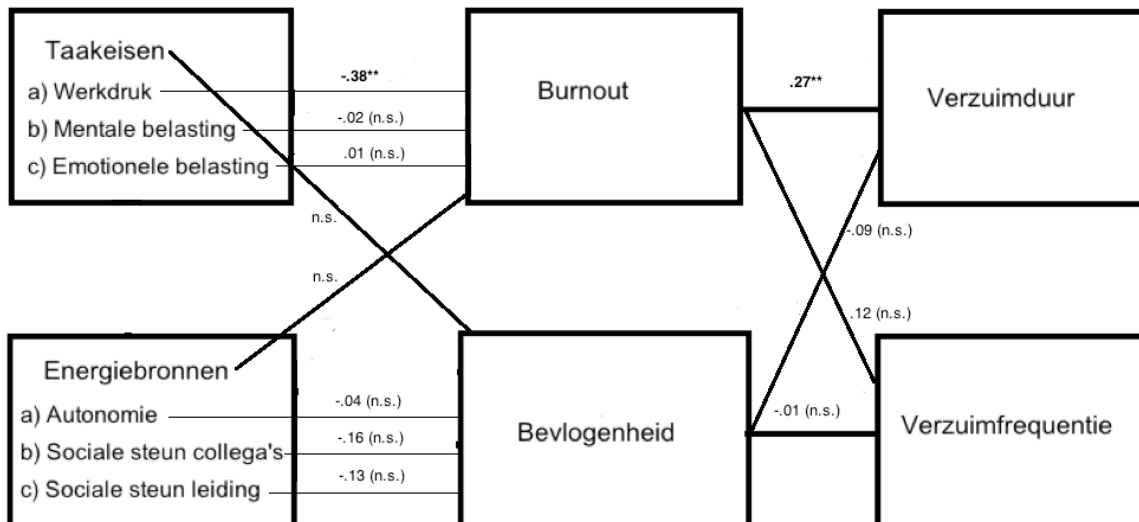 Taakeisen
a) Werkdruk
b) Mentale belasting
c) Emotionele belasting
-.38**
-.02 (n.s.)
.01 (n.s.)
Burnout
.27**
Verzuimduur
n.s.
n.s.
-.09 (n.s.)
.12 (n.s.)
Energiebronnen
a) Autonomie
b) Sociale steun collega's
c) Sociale steun leiding
-.04 (n.s.)
-.16 (n.s.)
-.13 (n.s.)
Bevlogenheid
-.01 (n.s.)
Verzuimfrequentie